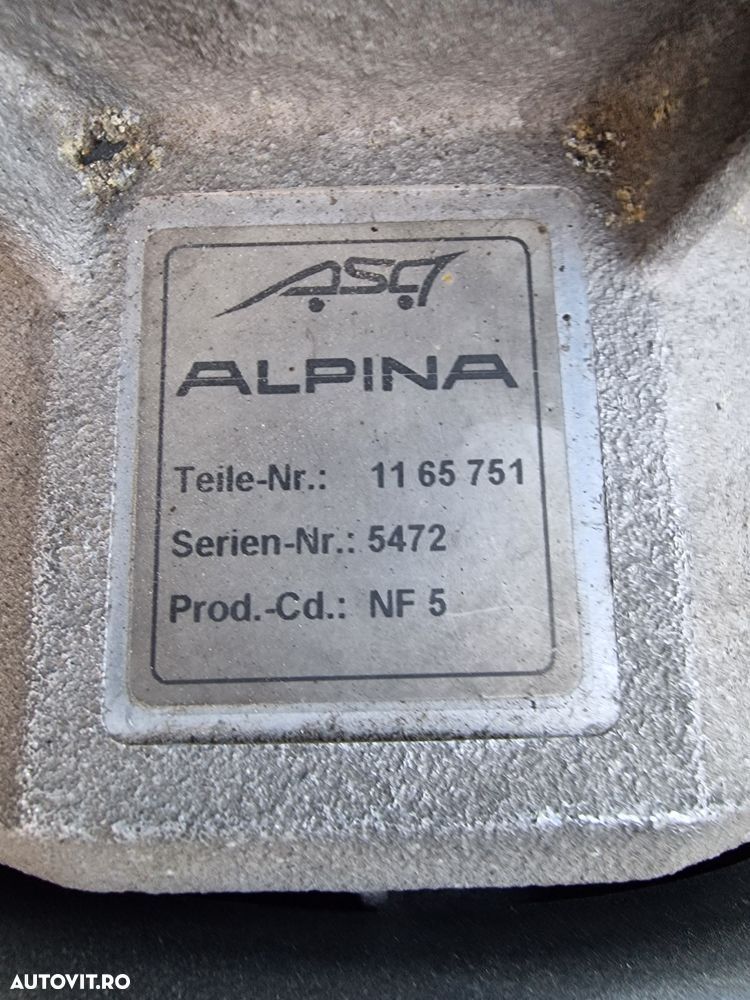 ASA
ALPINA
Teile-Nr.: 11 65 751
Serien-Nr.: 5472
Prod.-Cd.: NF 5
AUTOVIT.RO